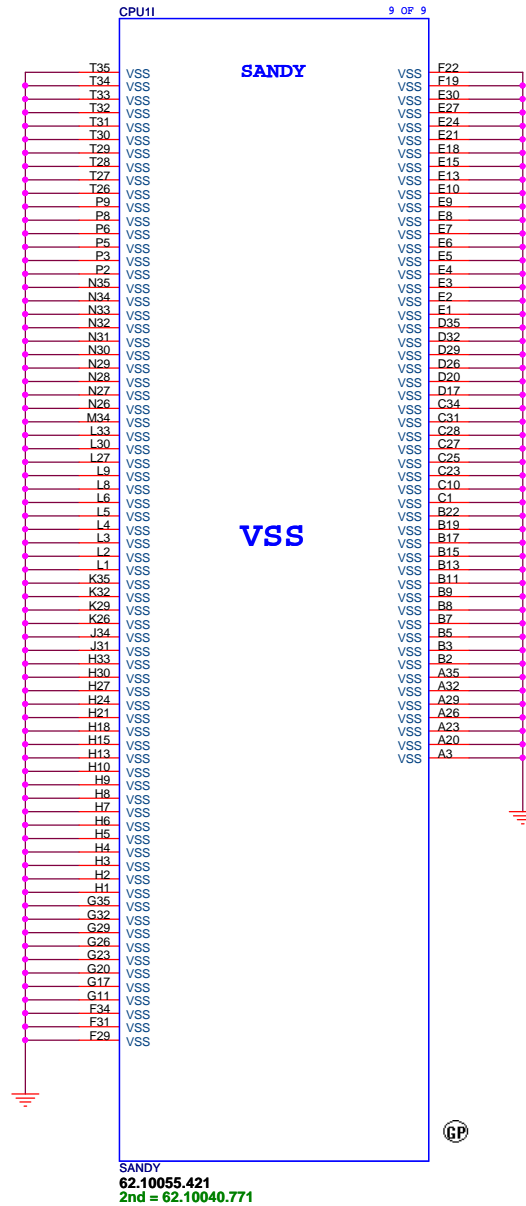 CPU1I 9 OF 9
SANDY
T35 VSS VSS F22
T34 VSS VSS F19
T33 VSS VSS E30
T32 VSS VSS E27
T31 VSS VSS E24
T30 VSS VSS E21
T29 VSS VSS E18
T28 VSS VSS E15
T27 VSS VSS E13
T26 VSS VSS E10
P9 VSS VSS E9
P8 VSS VSS E8
P6 VSS VSS E7
P5 VSS VSS E6
P3 VSS VSS E5
P2 VSS VSS E4
N35 VSS VSS E3
N34 VSS VSS E2
N33 VSS VSS E1
N32 VSS VSS D35
N31 VSS VSS D32
N30 VSS VSS D29
N29 VSS VSS D26
N28 VSS VSS D20
N27 VSS VSS D17
N26 VSS VSS C34
M34 VSS VSS C31
L33 VSS VSS C28
L30 VSS VSS C27
L27 VSS VSS C25
L9 VSS VSS C23
L8 VSS VSS C10
L6 VSS VSS C1
L5 VSS VSS B22
L4 VSS VSS B19
VSS
L3 VSS VSS B17
L2 VSS VSS B15
L1 VSS VSS B13
K35 VSS VSS B11
K32 VSS VSS B9
K29 VSS VSS B8
K26 VSS VSS B7
J34 VSS VSS B5
J31 VSS VSS B3
H33 VSS VSS B2
H30 VSS VSS A35
H27 VSS VSS A32
H24 VSS VSS A29
H21 VSS VSS A26
H18 VSS VSS A23
H15 VSS VSS A20
H13 VSS VSS A3
H10 VSS
H9 VSS
H8 VSS
H7 VSS
H6 VSS
H5 VSS
H4 VSS
H3 VSS
H2 VSS
H1 VSS
G35 VSS
G32 VSS
G29 VSS
G26 VSS
G23 VSS
G20 VSS
G17 VSS
G11 VSS
F34 VSS
F31 VSS
F29 VSS
GP
SANDY
62.10055.421
2nd = 62.10040.771